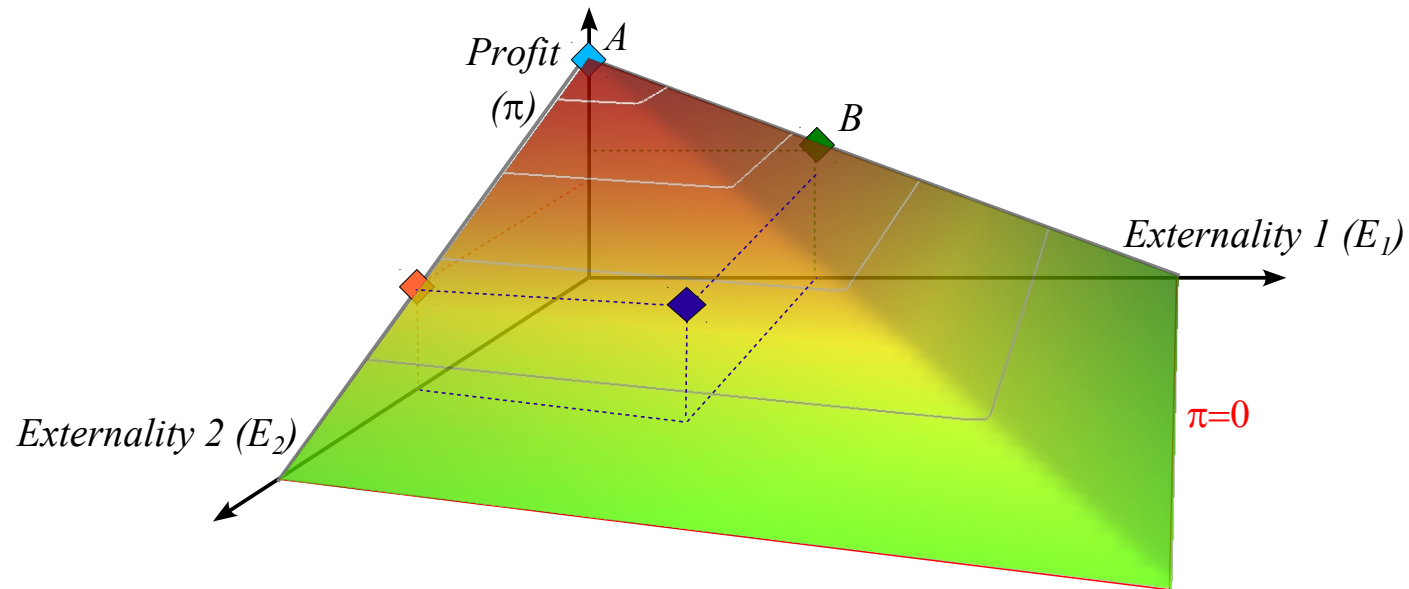 Profit
(π)
A
B
Externality 1 (E₁)
Externality 2 (E₂)
π=0